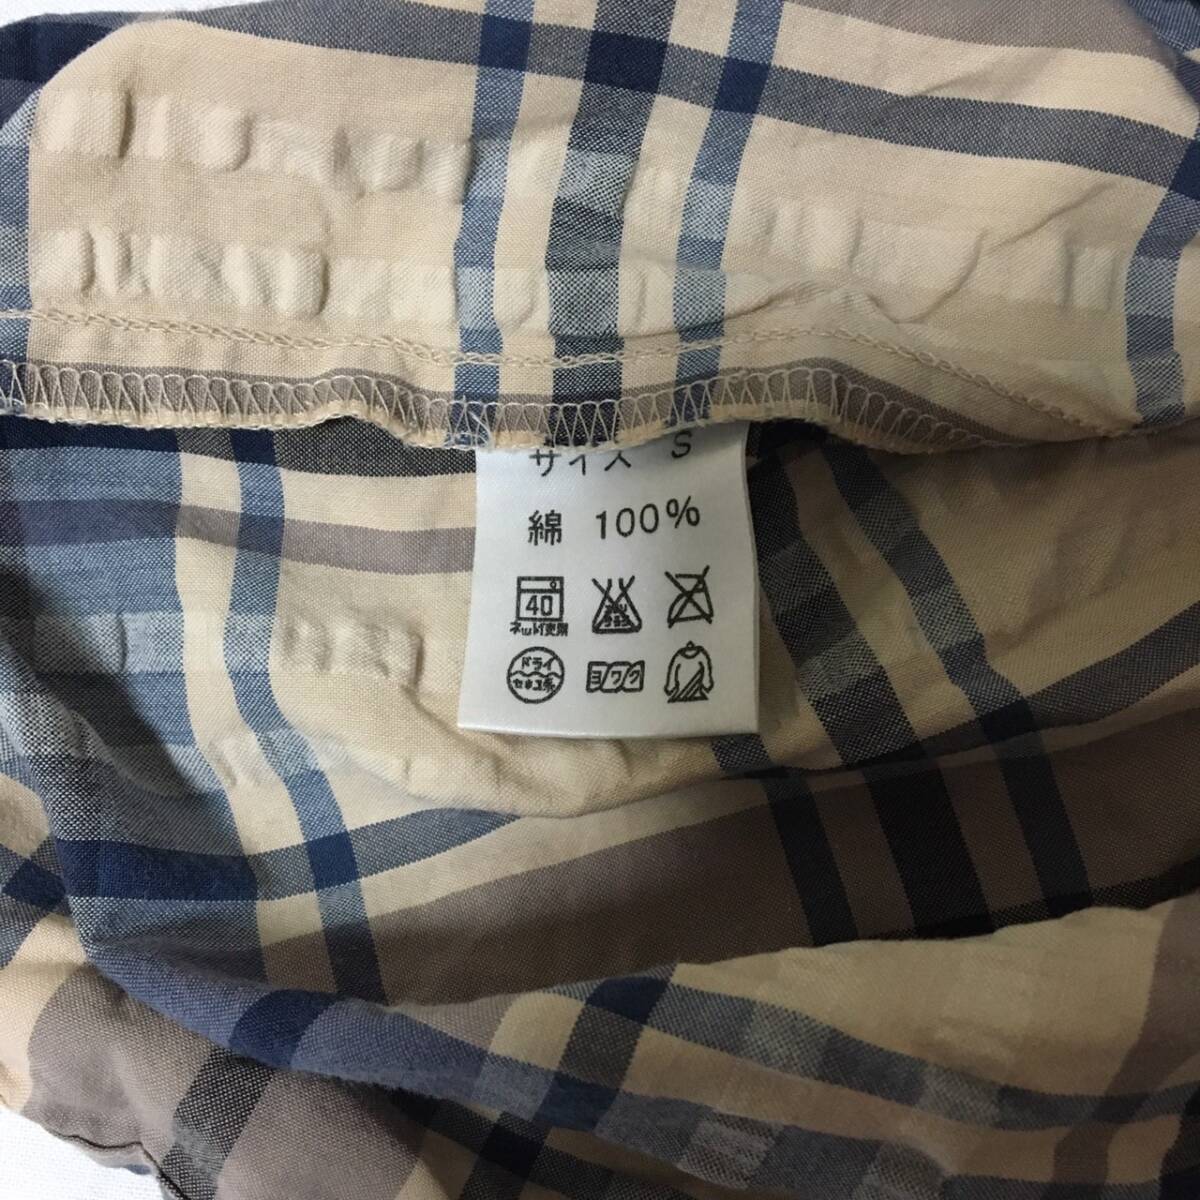 サイズ S
綿 100%
40
ネット使用
ドライ
セキユ系
ヨワク